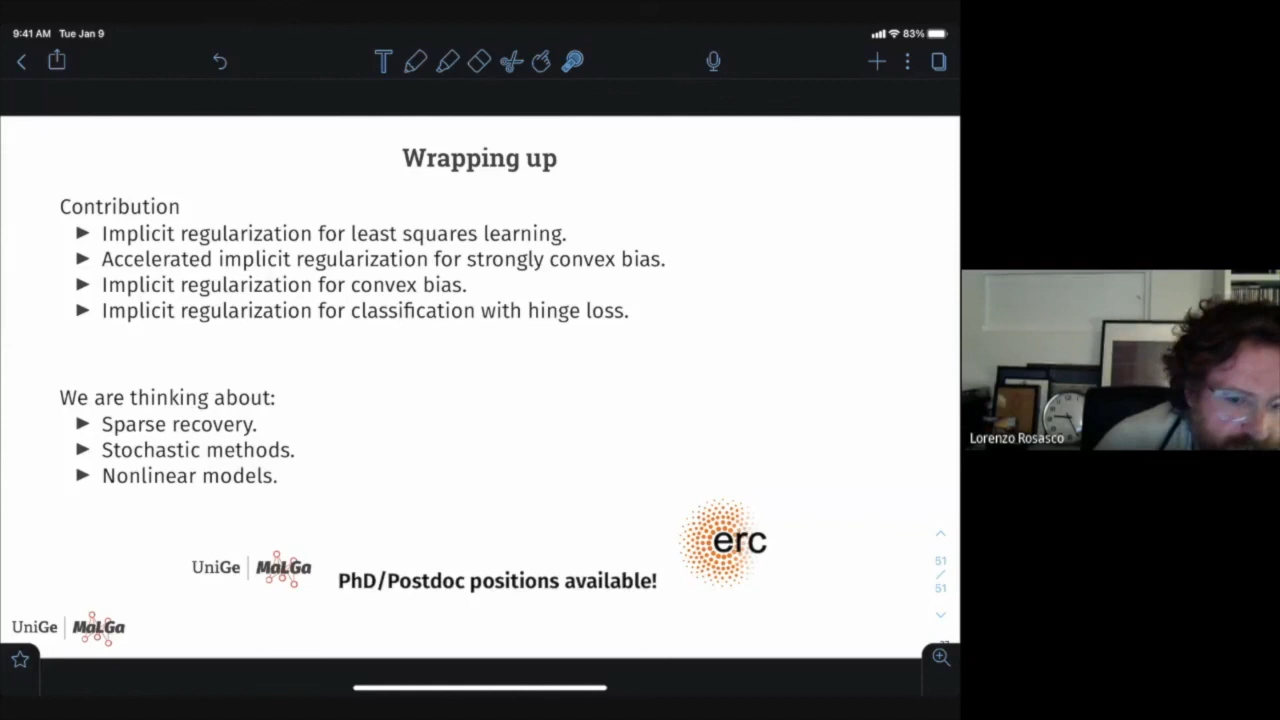 9:41 AM Tue Jan 9
83%
Wrapping up
Contribution
► Implicit regularization for least squares learning.
► Accelerated implicit regularization for strongly convex bias.
► Implicit regularization for convex bias.
► Implicit regularization for classification with hinge loss.
We are thinking about:
► Sparse recovery.
► Stochastic methods.
► Nonlinear models.
erc
UniGe | MaLGa
PhD/Postdoc positions available!
51
/
51
UniGe | MaLGa
Lorenzo Rosasco